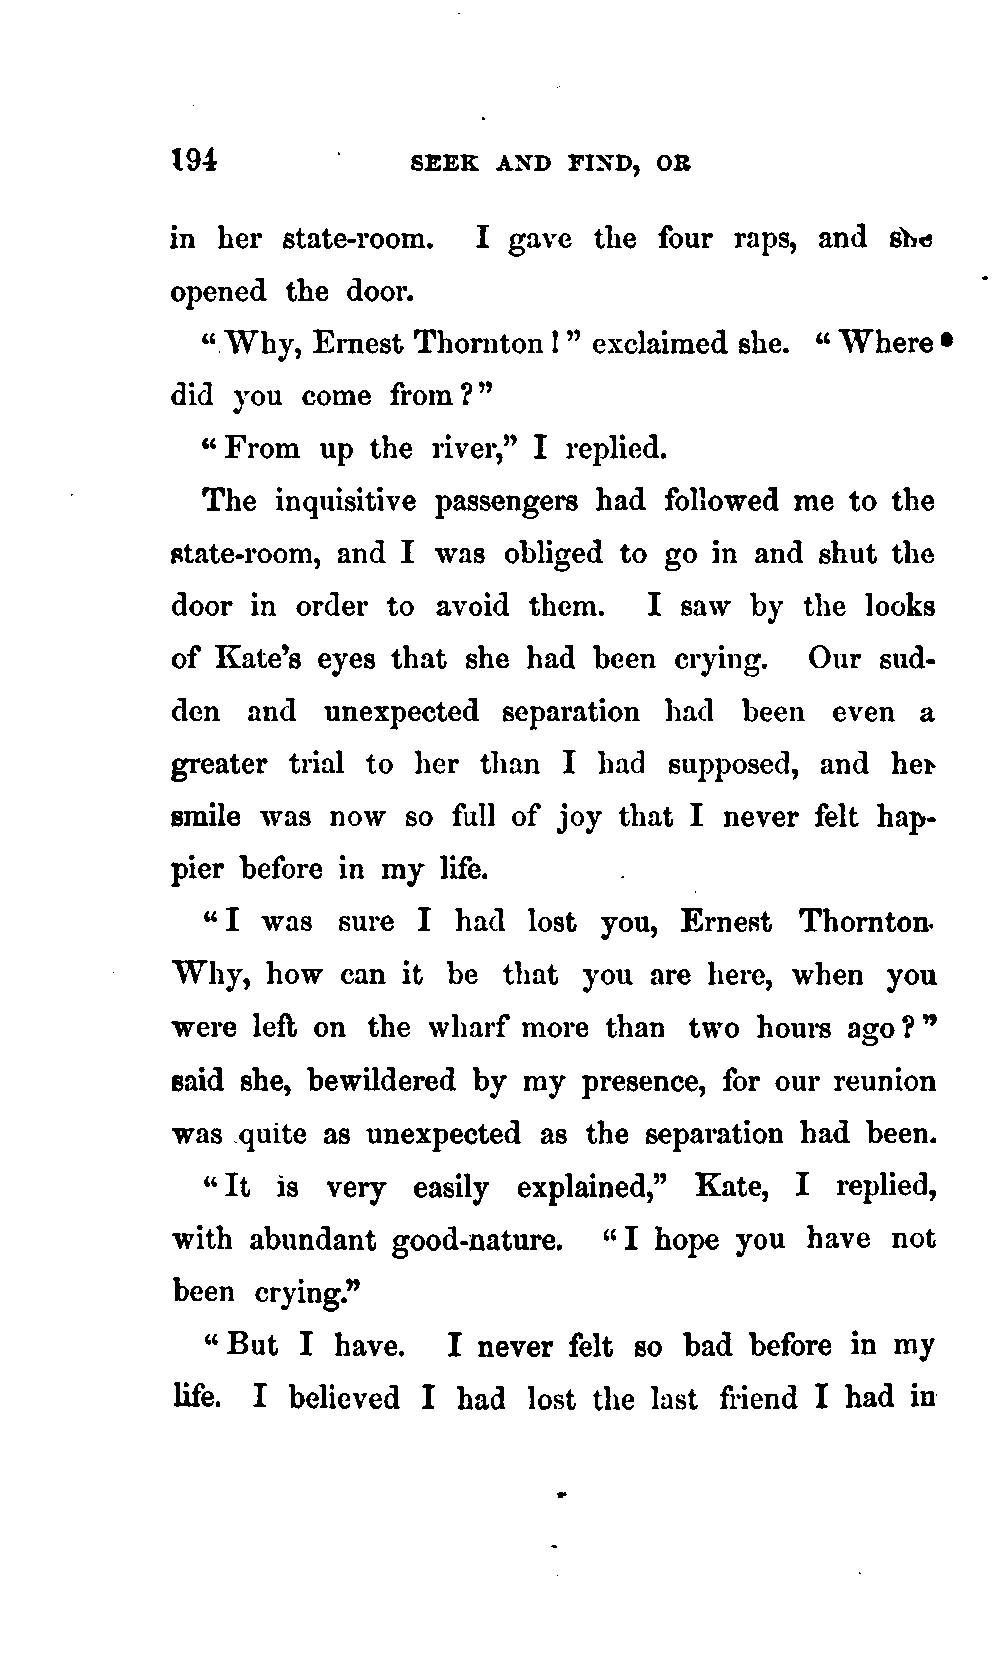 194 SEEK AND FIND, OR
in her state-room. I gave the four raps, and she
opened the door.
“Why, Ernest Thornton!” exclaimed she. “Where
did you come from?”
“From up the river,” I replied.
The inquisitive passengers had followed me to the
state-room, and I was obliged to go in and shut the
door in order to avoid them. I saw by the looks
of Kate’s eyes that she had been crying. Our sud-
den and unexpected separation had been even a
greater trial to her than I had supposed, and her
smile was now so full of joy that I never felt hap-
pier before in my life.
“I was sure I had lost you, Ernest Thornton.
Why, how can it be that you are here, when you
were left on the wharf more than two hours ago?”
said she, bewildered by my presence, for our reunion
was quite as unexpected as the separation had been.
“It is very easily explained,” Kate, I replied,
with abundant good-nature. “I hope you have not
been crying.”
“But I have. I never felt so bad before in my
life. I believed I had lost the last friend I had in